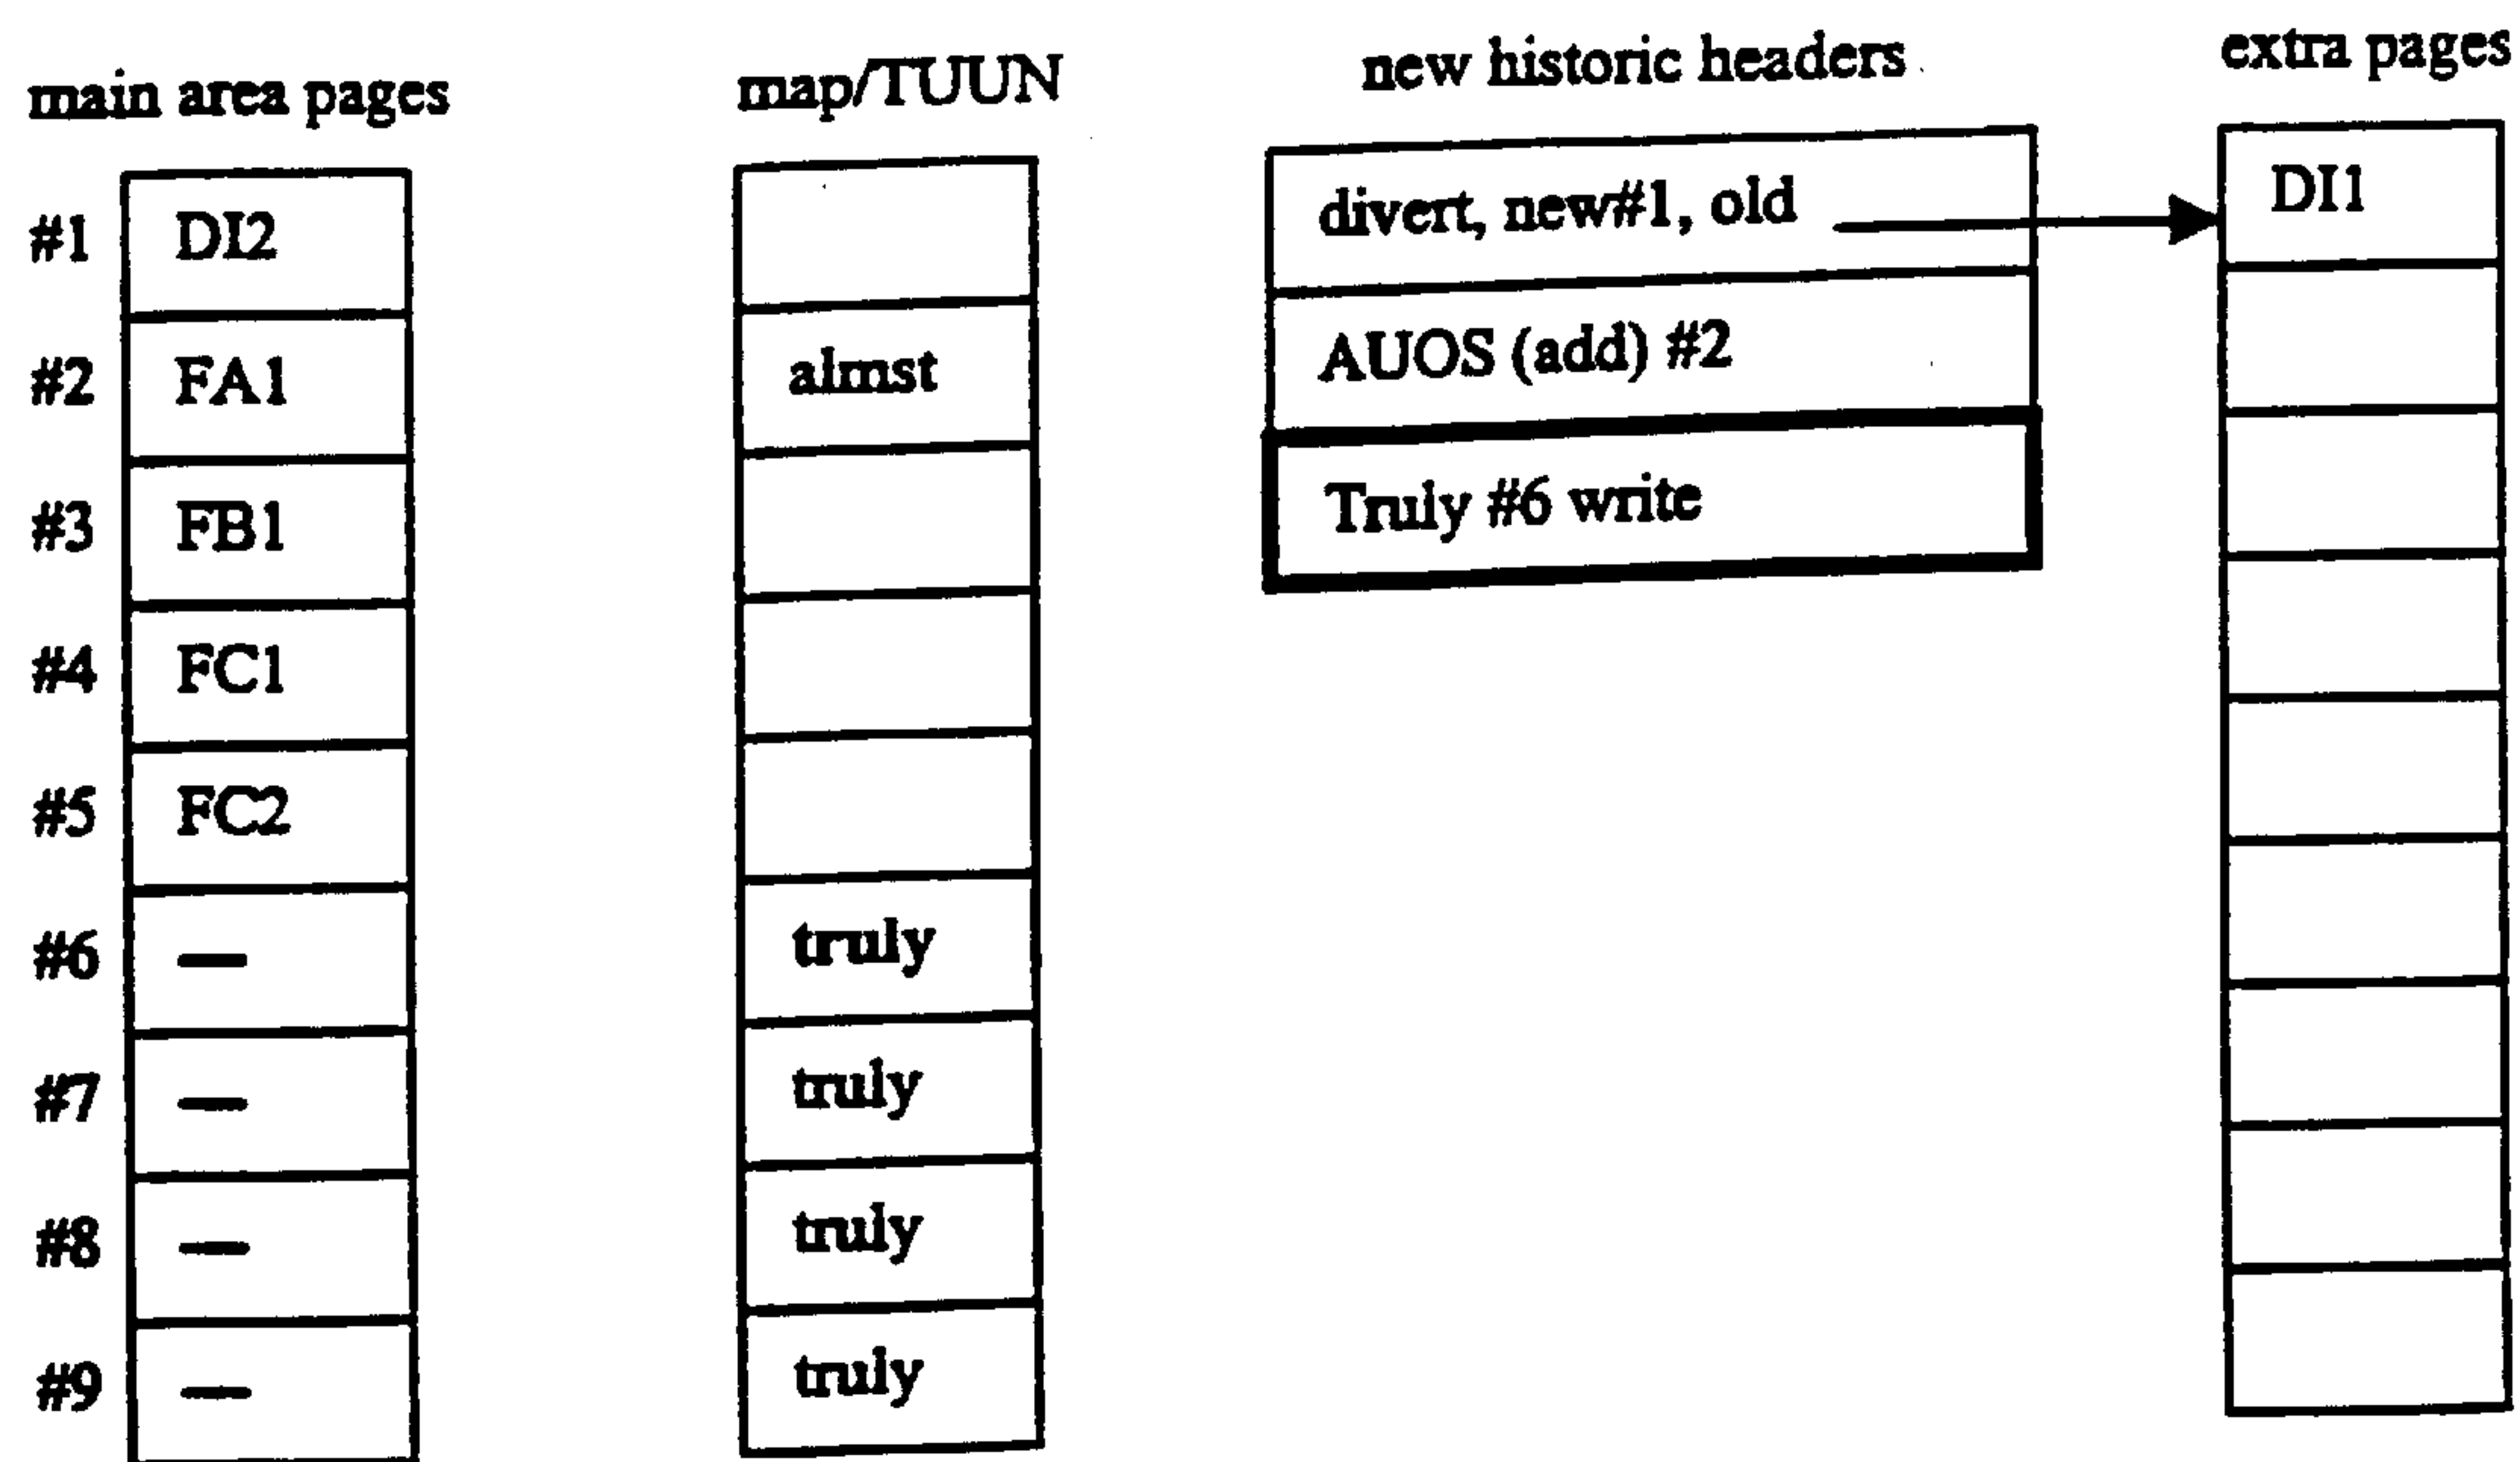 main area pages
#1 DI2
#2 FA1
#3 FB1
#4 FC1
#5 FC2
#6 —
#7 —
#8 —
#9 —
map/TUUN
almst
truly
truly
truly
truly
new historic headers
divert, new#1, old
AUOS (add) #2
Truly #6 write
extra pages
DI1